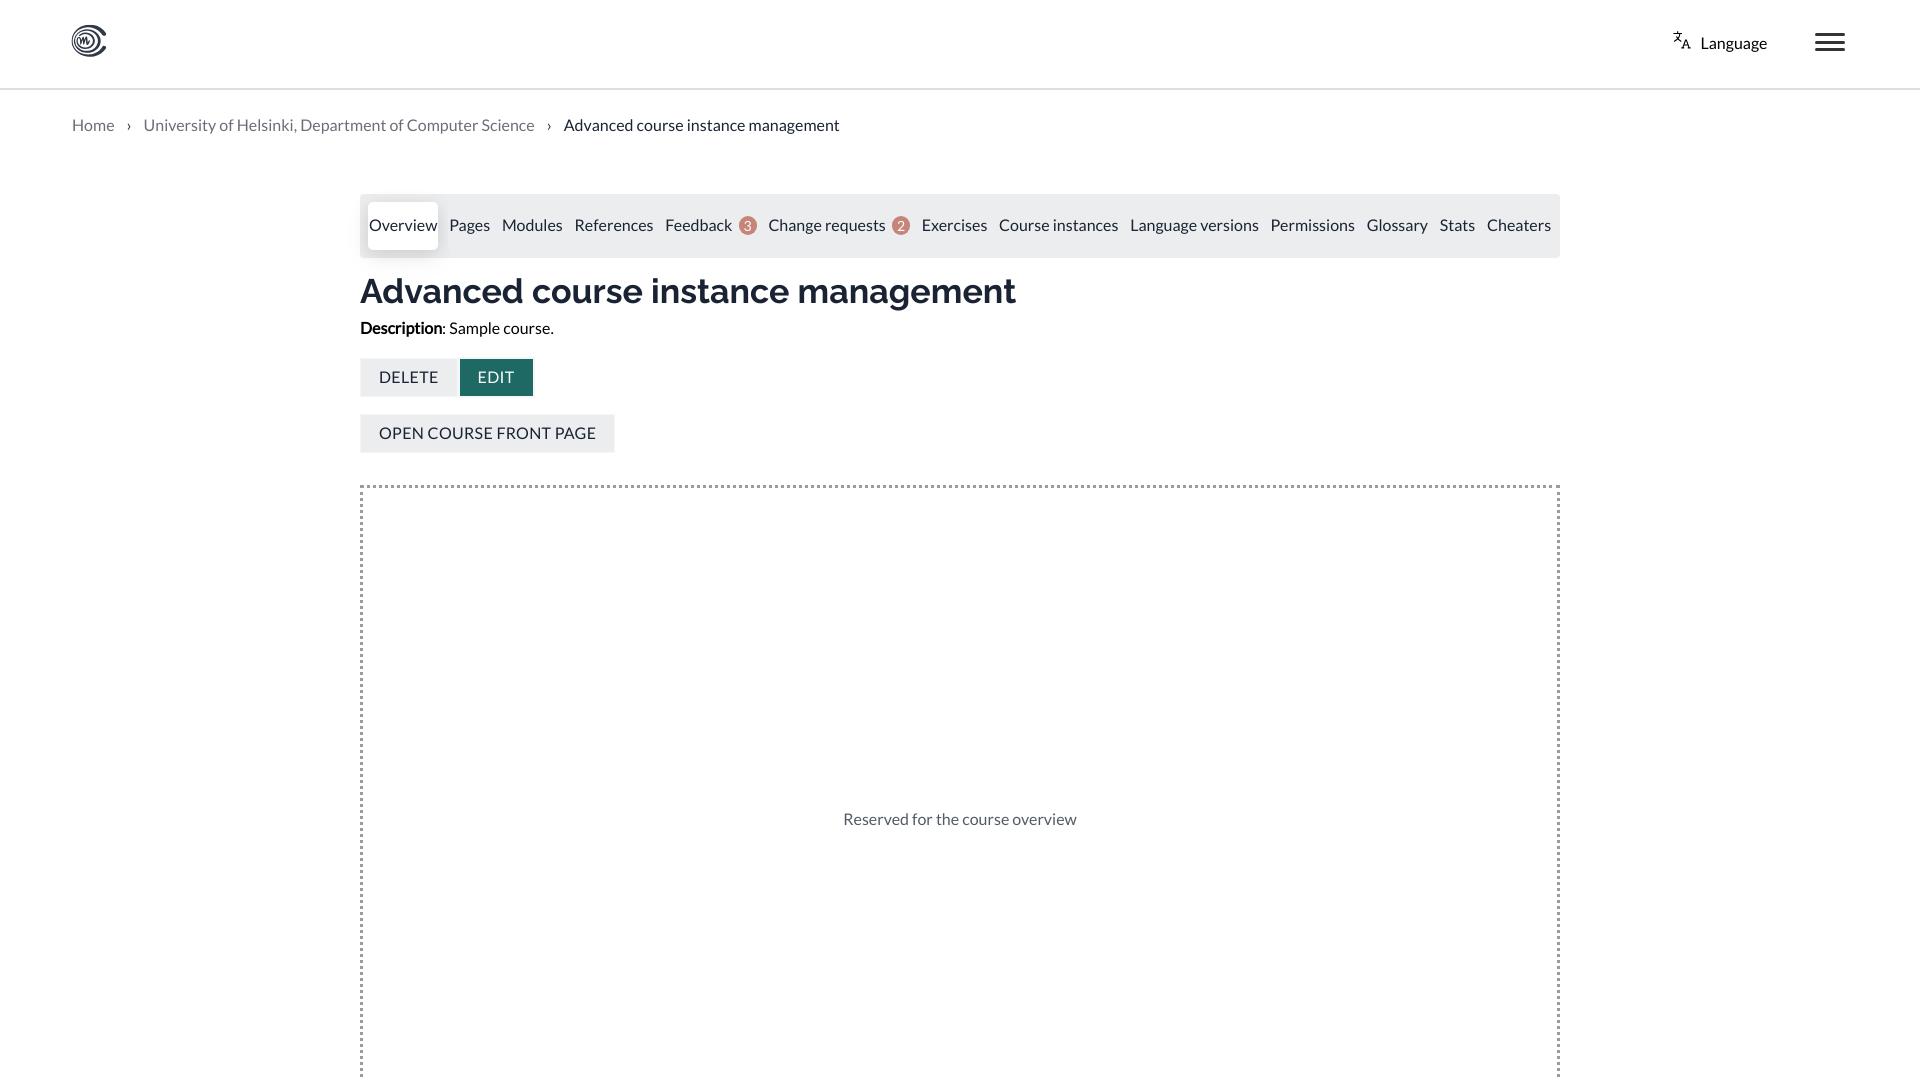 Language
Home › University of Helsinki, Department of Computer Science › Advanced course instance management
Overview Pages Modules References Feedback 3 Change requests 2 Exercises Course instances Language versions Permissions Glossary Stats Cheaters
Advanced course instance management
Description: Sample course.
DELETE EDIT
OPEN COURSE FRONT PAGE
Reserved for the course overview